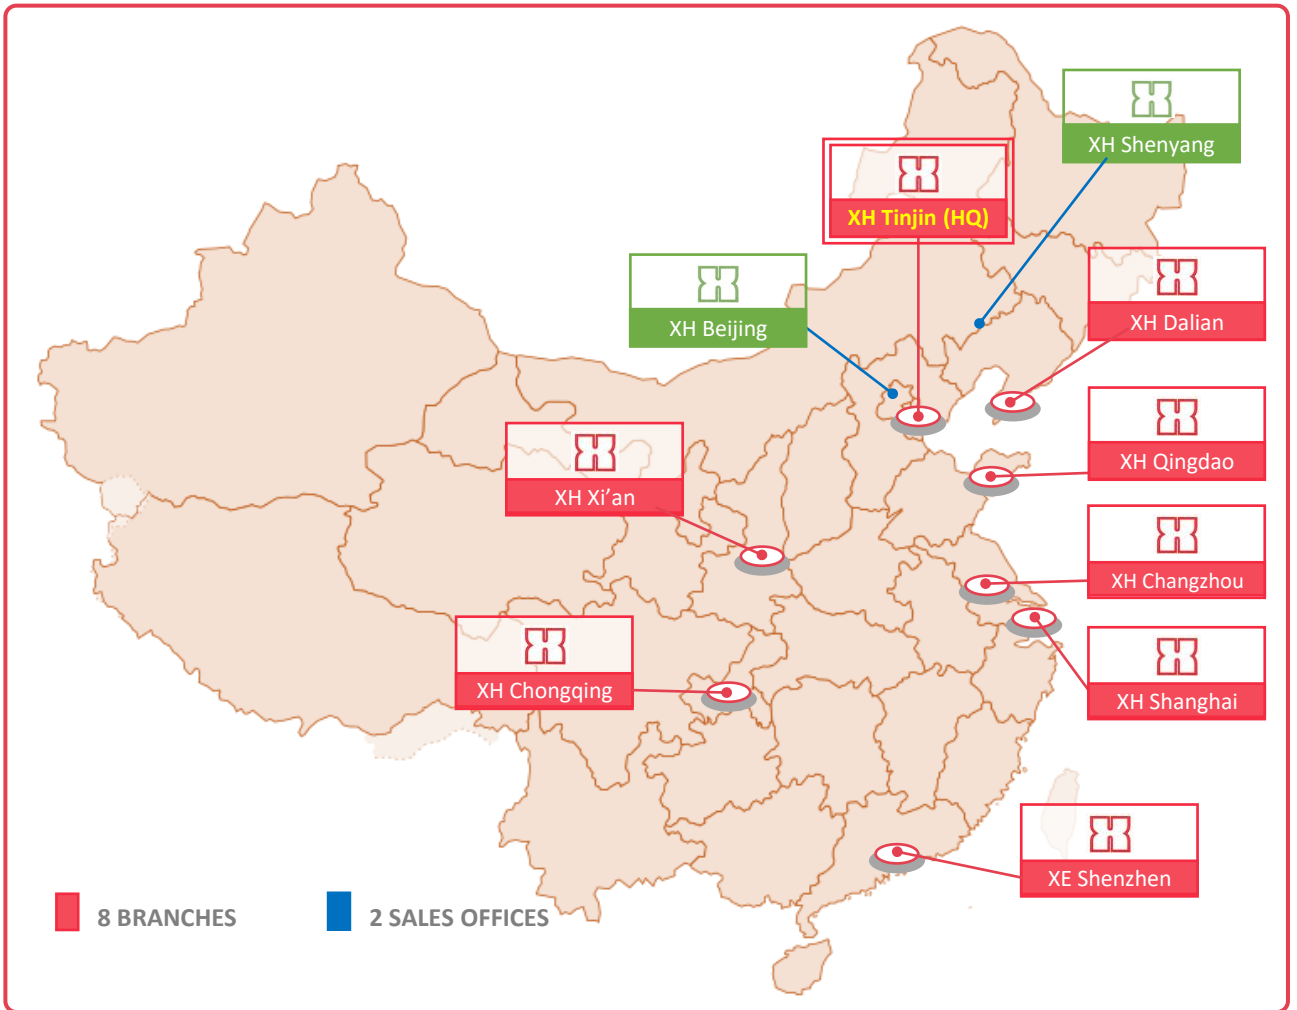 XH Shenyang
XH Tinjin (HQ)
XH Beijing
XH Dalian
XH Qingdao
XH Xi’an
XH Changzhou
XH Chongqing
XH Shanghai
XE Shenzhen
8 BRANCHES
2 SALES OFFICES